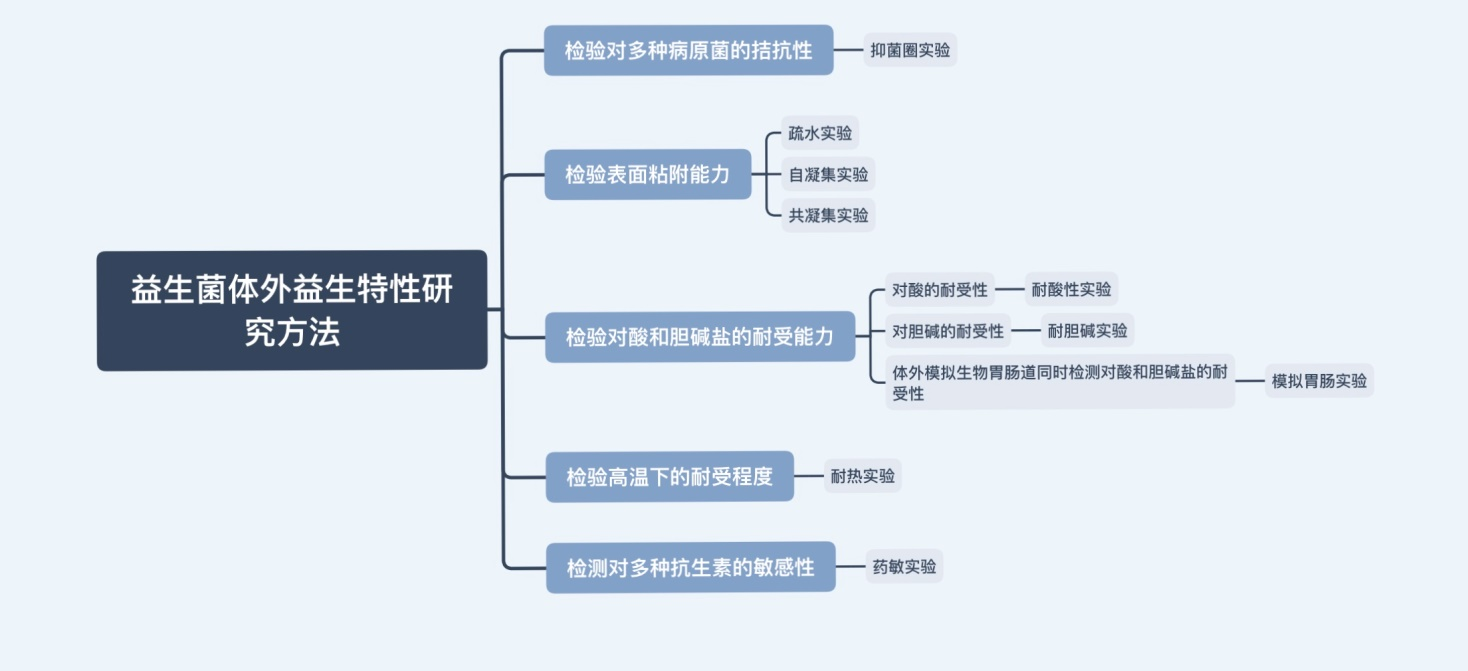 益生菌体外益生特性研
究方法
检验对多种病原菌的拮抗性
抑菌圈实验
检验表面粘附能力
疏水实验
自凝集实验
共凝集实验
检验对酸和胆碱盐的耐受能力
对酸的耐受性
耐酸性实验
对胆碱的耐受性
耐胆碱实验
体外模拟生物胃肠道同时检测对酸和胆碱盐的耐
受性
模拟胃肠实验
检验高温下的耐受程度
耐热实验
检测对多种抗生素的敏感性
药敏实验